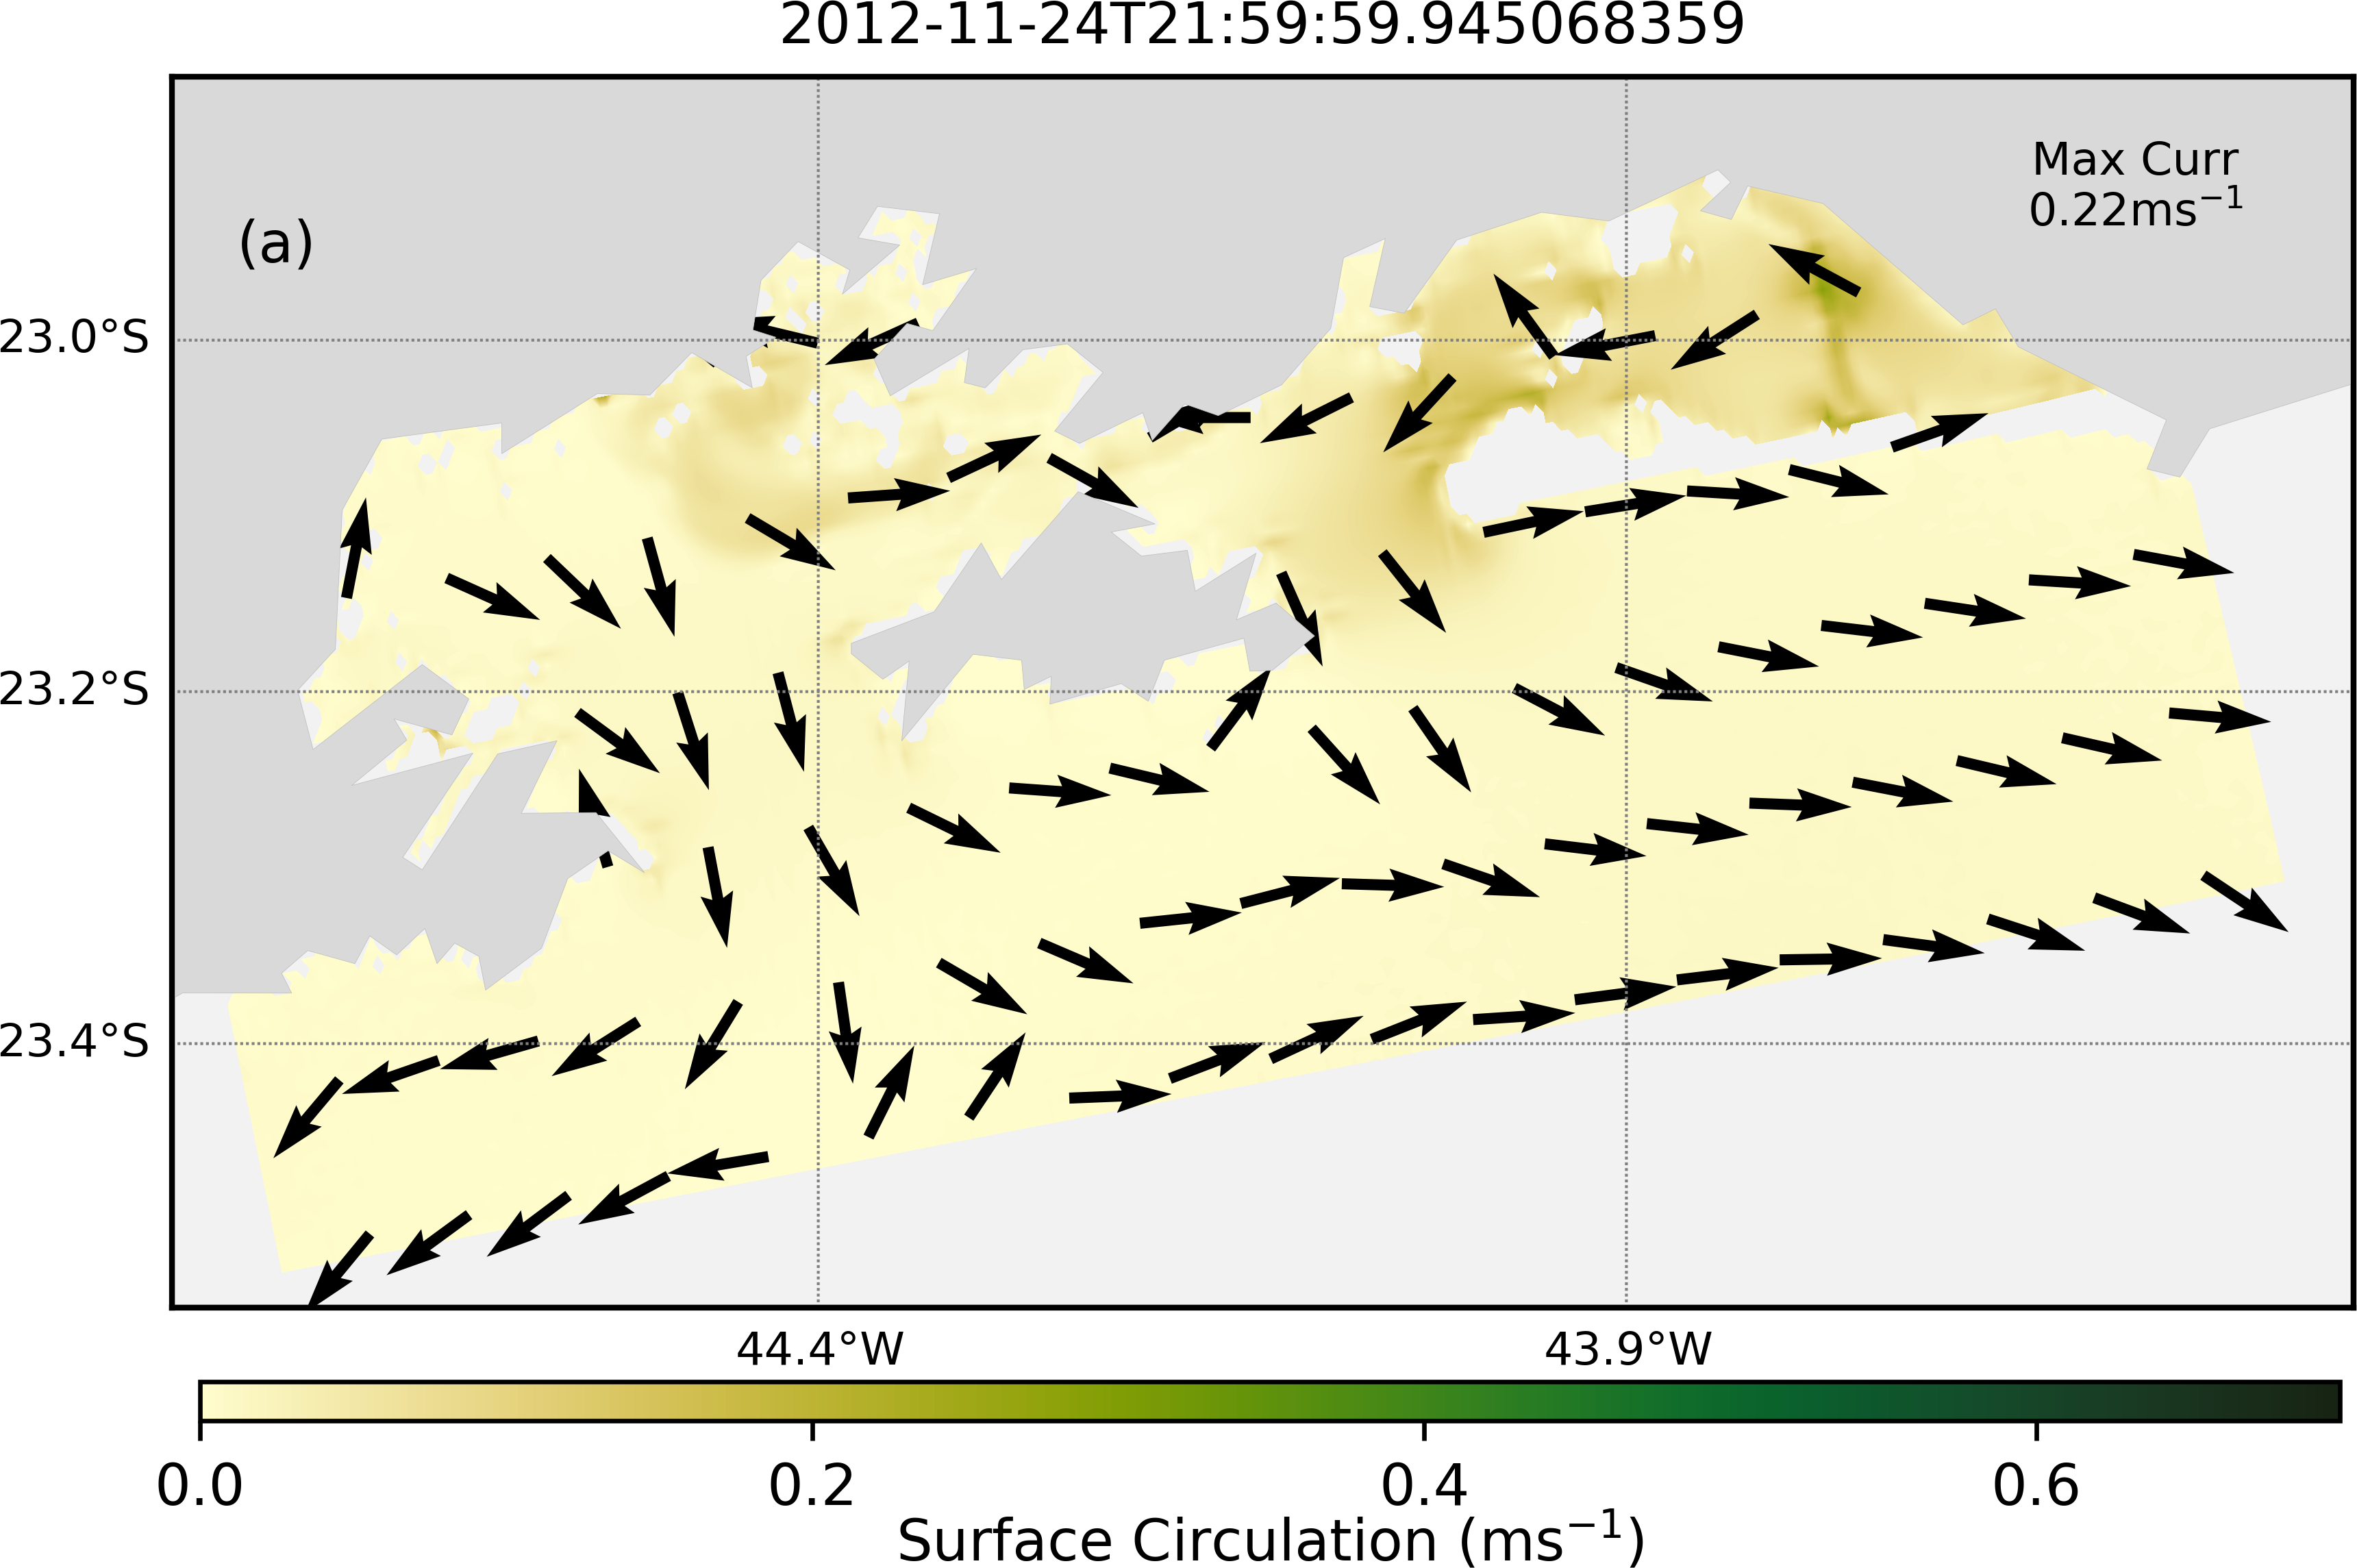 2012-11-24T21:59:59.945068359
Max Curr
0.22ms⁻¹
(a)
23.0°S
23.2°S
23.4°S
44.4°W 43.9°W
0.0 0.2 0.4 0.6
Surface Circulation (ms⁻¹)